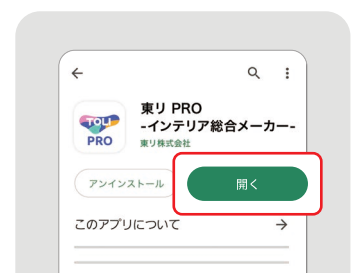 TOLI
PRO
東リ PRO
-インテリア総合メーカー-
東リ株式会社
アンインストール
開く
このアプリについて